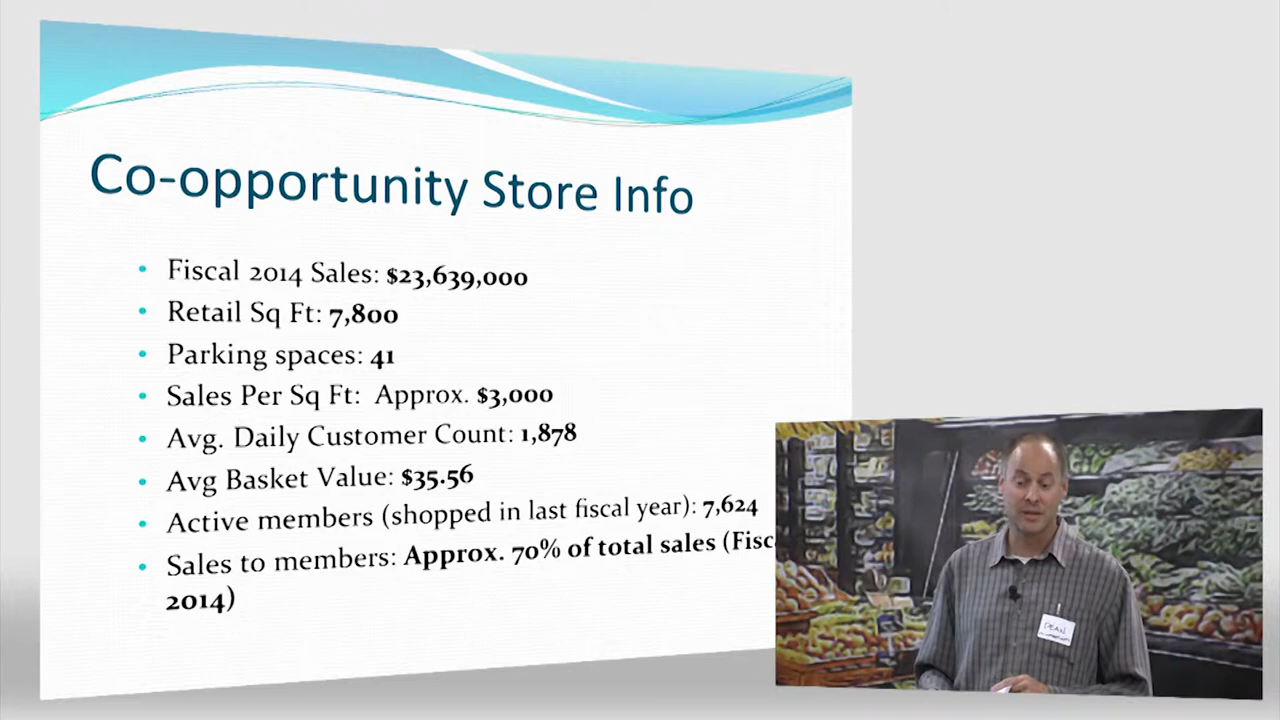 Co-opportunity Store Info
• Fiscal 2014 Sales: $23,639,000
• Retail Sq Ft: 7,800
• Parking spaces: 41
• Sales Per Sq Ft: Approx. $3,000
• Avg. Daily Customer Count: 1,878
• Avg Basket Value: $35.56
• Active members (shopped in last fiscal year): 7,624
• Sales to members: Approx. 70% of total sales (Fisc
2014)
DEAN